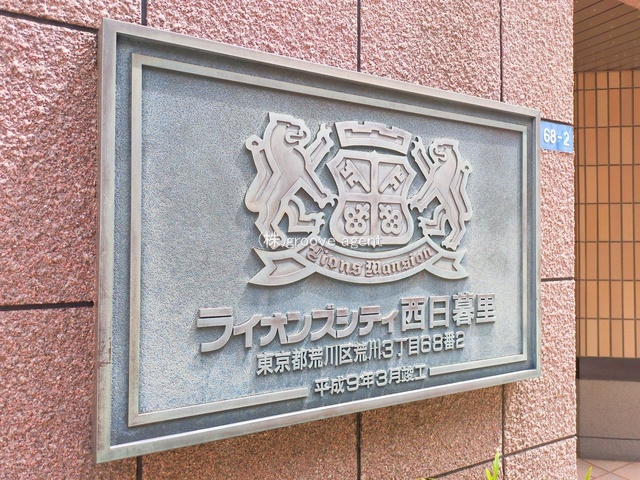 68-2
(株)groove agent
Lions Mansion
ライオンズシティ西日暮里
東京都荒川区荒川3丁目68番2
平成9年3月竣工